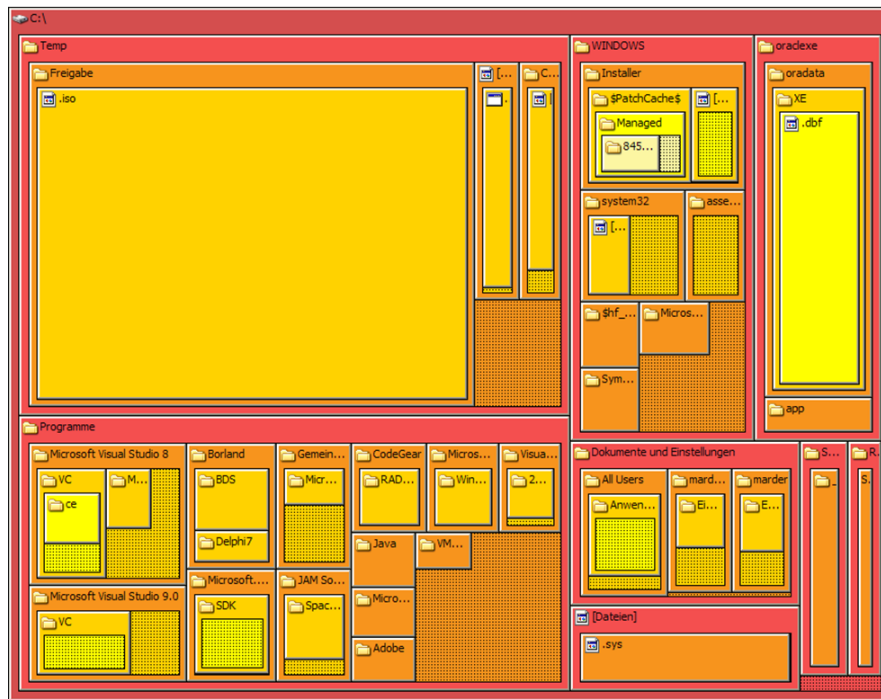 C:\
Temp
Freigabe
.iso
[...
.
C...
[
WINDOWS
Installer
$PatchCache$
Managed
845...
[...
system32
[...
asse...
$hf_...
Micros...
Sym...
oraclexe
oradata
XE
.dbf
app
Programme
Microsoft Visual Studio 8
VC
ce
M...
Microsoft Visual Studio 9.0
VC
Borland
BDS
Delphi7
Microsoft....
SDK
Gemein...
Micr...
JAM So...
Spac...
CodeGear
RAD...
Micros...
Win...
Visua...
2...
Java
VM...
Micro...
Adobe
Dokumente und Einstellungen
All Users
Anwen...
mard...
Ei...
marder
E...
[Dateien]
.sys
S...
_
R.
S.